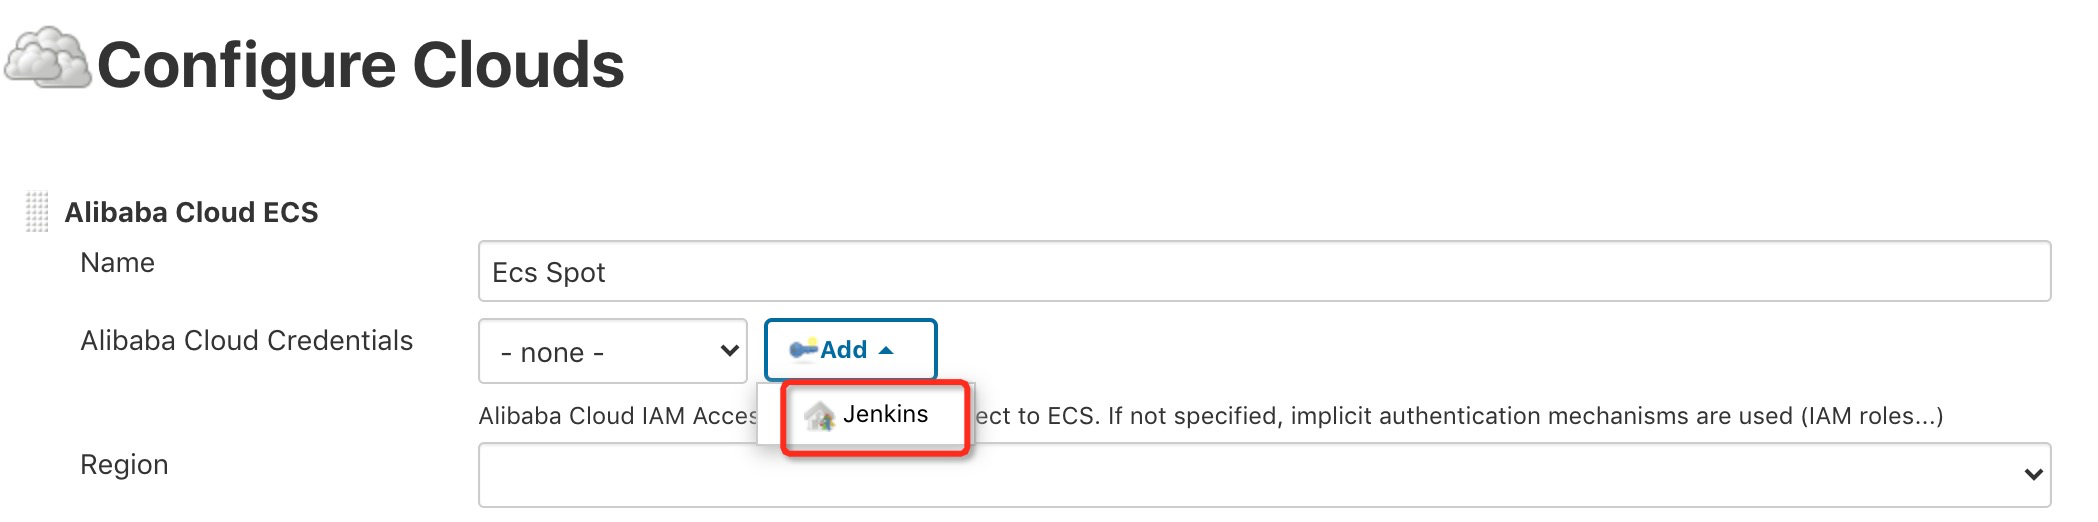 Configure Clouds
Alibaba Cloud ECS
Name
Ecs Spot
Alibaba Cloud Credentials
- none -
Add
Jenkins
Alibaba Cloud IAM Acces ect to ECS. If not specified, implicit authentication mechanisms are used (IAM roles...)
Region